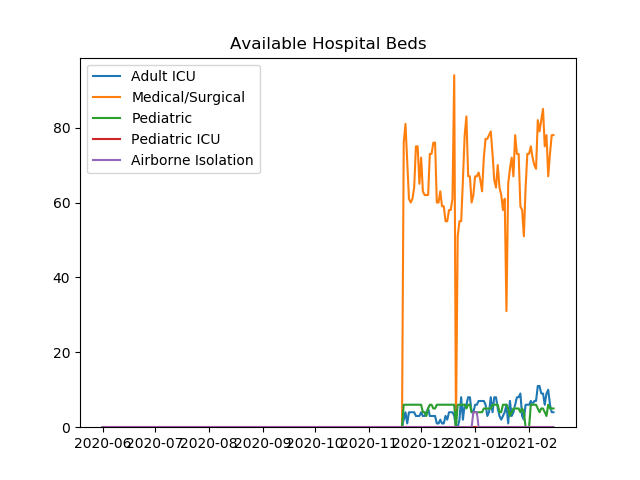 Available Hospital Beds
Adult ICU
Medical/Surgical
Pediatric
Pediatric ICU
Airborne Isolation
80
60
40
20
0
2020-06 2020-07 2020-08 2020-09 2020-10 2020-11 2020-12 2021-01 2021-02